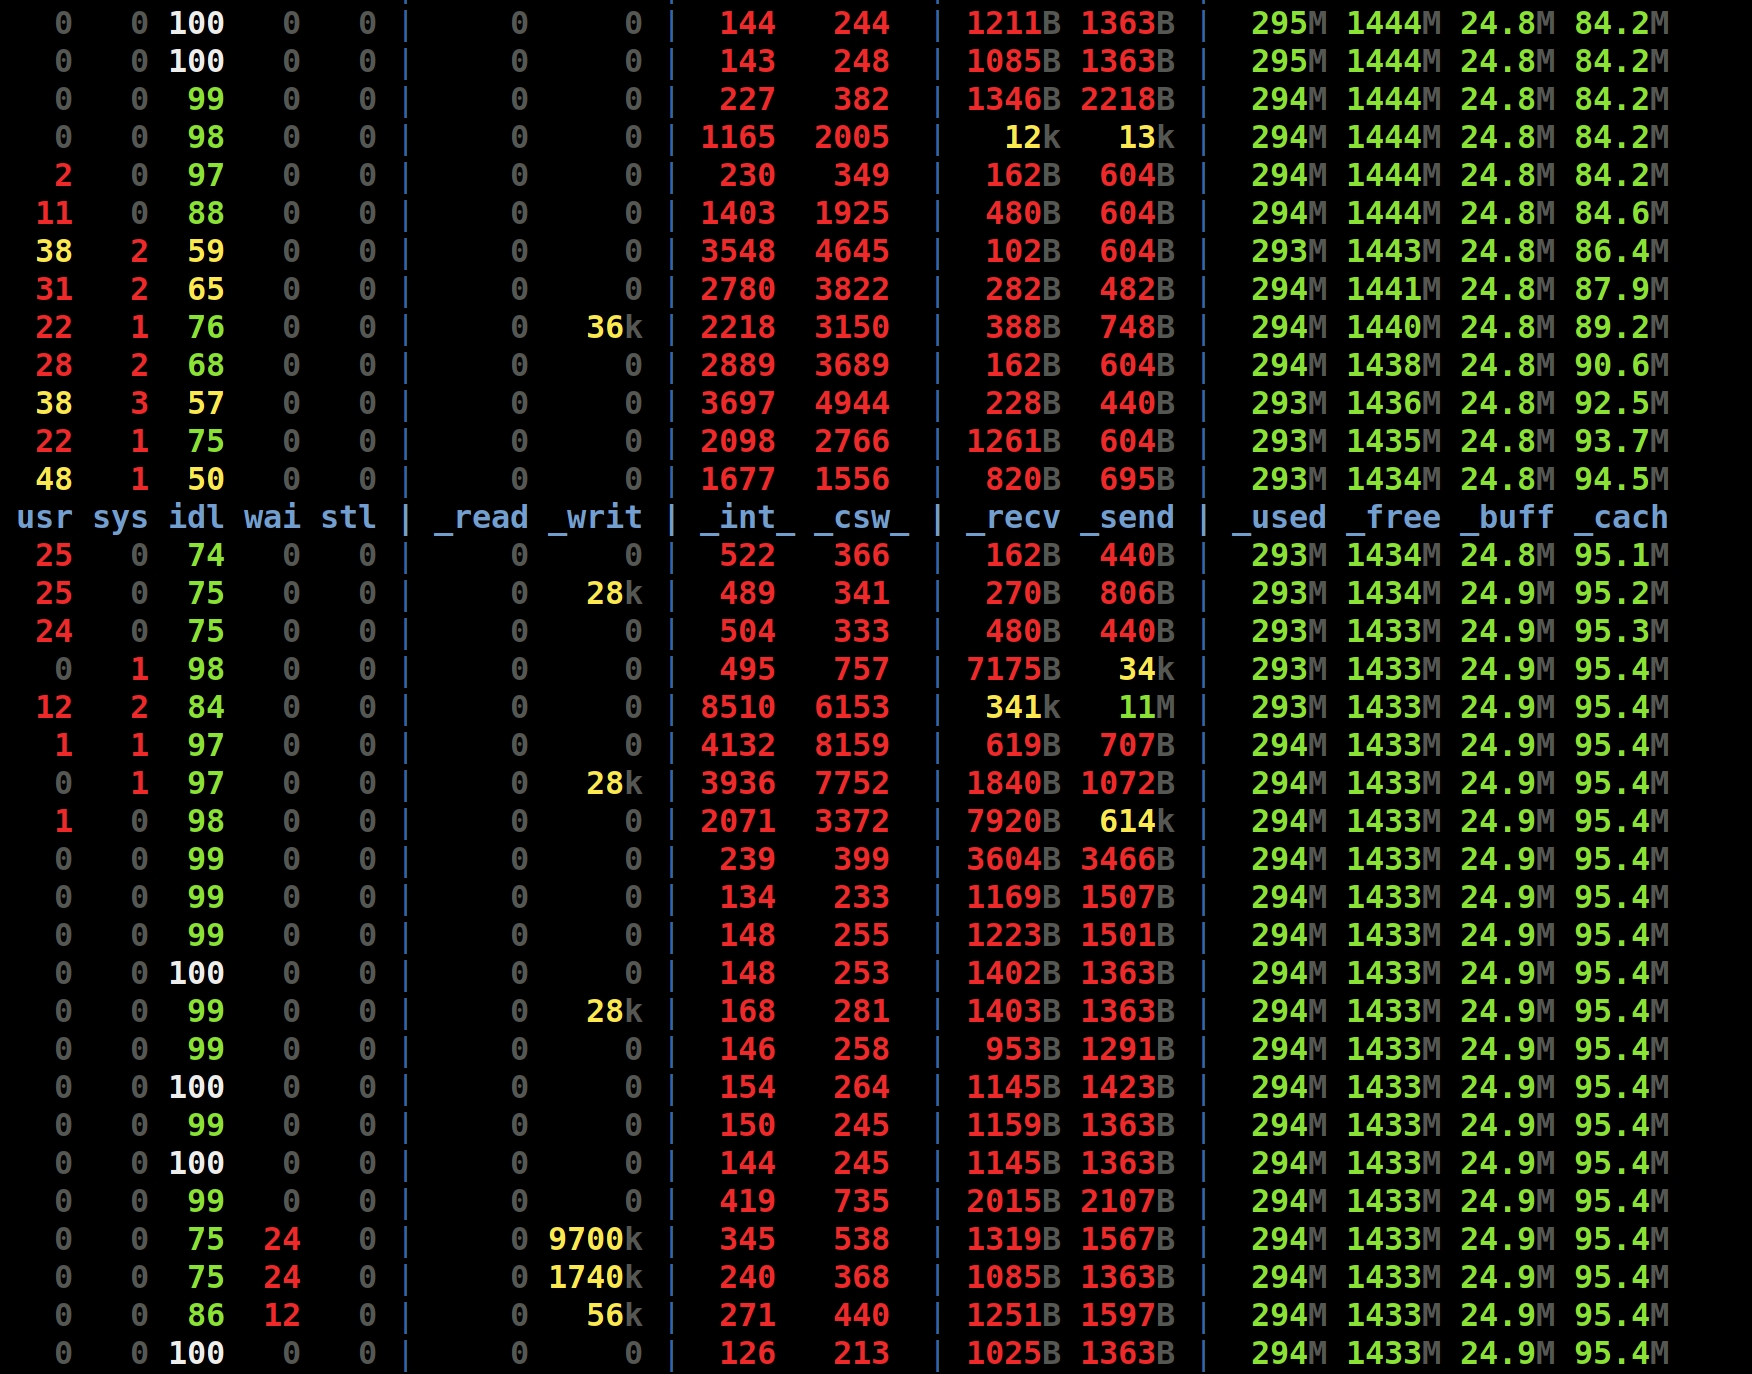 0 0 100 0 0 | 0 0 | 144 244 | 1211B 1363B | 295M 1444M 24.8M 84.2M
0 0 100 0 0 | 0 0 | 143 248 | 1085B 1363B | 295M 1444M 24.8M 84.2M
0 0 99 0 0 | 0 0 | 227 382 | 1346B 2218B | 294M 1444M 24.8M 84.2M
0 0 98 0 0 | 0 0 | 1165 2005 | 12k 13k | 294M 1444M 24.8M 84.2M
2 0 97 0 0 | 0 0 | 230 349 | 162B 604B | 294M 1444M 24.8M 84.2M
11 0 88 0 0 | 0 0 | 1403 1925 | 480B 604B | 294M 1444M 24.8M 84.6M
38 2 59 0 0 | 0 0 | 3548 4645 | 102B 604B | 293M 1443M 24.8M 86.4M
31 2 65 0 0 | 0 0 | 2780 3822 | 282B 482B | 294M 1441M 24.8M 87.9M
22 1 76 0 0 | 0 36k | 2218 3150 | 388B 748B | 294M 1440M 24.8M 89.2M
28 2 68 0 0 | 0 0 | 2889 3689 | 162B 604B | 294M 1438M 24.8M 90.6M
38 3 57 0 0 | 0 0 | 3697 4944 | 228B 440B | 293M 1436M 24.8M 92.5M
22 1 75 0 0 | 0 0 | 2098 2766 | 1261B 604B | 293M 1435M 24.8M 93.7M
48 1 50 0 0 | 0 0 | 1677 1556 | 820B 695B | 293M 1434M 24.8M 94.5M
usr sys idl wai stl | _read _writ | _int_ _csw_ | _recv _send | _used _free _buff _cach
25 0 74 0 0 | 0 0 | 522 366 | 162B 440B | 293M 1434M 24.8M 95.1M
25 0 75 0 0 | 0 28k | 489 341 | 270B 806B | 293M 1434M 24.9M 95.2M
24 0 75 0 0 | 0 0 | 504 333 | 480B 440B | 293M 1433M 24.9M 95.3M
0 1 98 0 0 | 0 0 | 495 757 | 7175B 34k | 293M 1433M 24.9M 95.4M
12 2 84 0 0 | 0 0 | 8510 6153 | 341k 11M | 293M 1433M 24.9M 95.4M
1 1 97 0 0 | 0 0 | 4132 8159 | 619B 707B | 294M 1433M 24.9M 95.4M
0 1 97 0 0 | 0 28k | 3936 7752 | 1840B 1072B | 294M 1433M 24.9M 95.4M
1 0 98 0 0 | 0 0 | 2071 3372 | 7920B 614k | 294M 1433M 24.9M 95.4M
0 0 99 0 0 | 0 0 | 239 399 | 3604B 3466B | 294M 1433M 24.9M 95.4M
0 0 99 0 0 | 0 0 | 134 233 | 1169B 1507B | 294M 1433M 24.9M 95.4M
0 0 99 0 0 | 0 0 | 148 255 | 1223B 1501B | 294M 1433M 24.9M 95.4M
0 0 100 0 0 | 0 0 | 148 253 | 1402B 1363B | 294M 1433M 24.9M 95.4M
0 0 99 0 0 | 0 28k | 168 281 | 1403B 1363B | 294M 1433M 24.9M 95.4M
0 0 99 0 0 | 0 0 | 146 258 | 953B 1291B | 294M 1433M 24.9M 95.4M
0 0 100 0 0 | 0 0 | 154 264 | 1145B 1423B | 294M 1433M 24.9M 95.4M
0 0 99 0 0 | 0 0 | 150 245 | 1159B 1363B | 294M 1433M 24.9M 95.4M
0 0 100 0 0 | 0 0 | 144 245 | 1145B 1363B | 294M 1433M 24.9M 95.4M
0 0 99 0 0 | 0 0 | 419 735 | 2015B 2107B | 294M 1433M 24.9M 95.4M
0 0 75 24 0 | 0 9700k | 345 538 | 1319B 1567B | 294M 1433M 24.9M 95.4M
0 0 75 24 0 | 0 1740k | 240 368 | 1085B 1363B | 294M 1433M 24.9M 95.4M
0 0 86 12 0 | 0 56k | 271 440 | 1251B 1597B | 294M 1433M 24.9M 95.4M
0 0 100 0 0 | 0 0 | 126 213 | 1025B 1363B | 294M 1433M 24.9M 95.4M